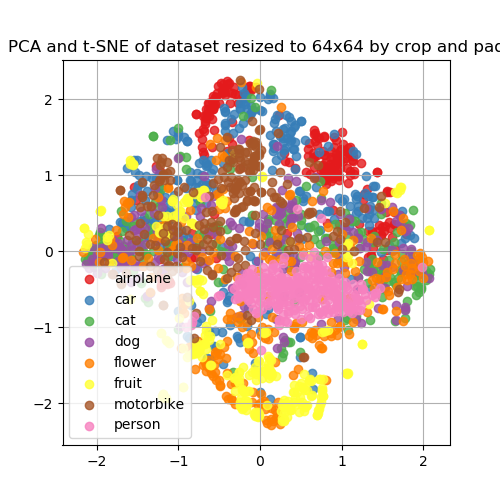 PCA and t-SNE of dataset resized to 64x64 by crop and pad
2
1
0
−1
−2
airplane
car
cat
dog
flower
fruit
motorbike
person
−2 −1 0 1 2